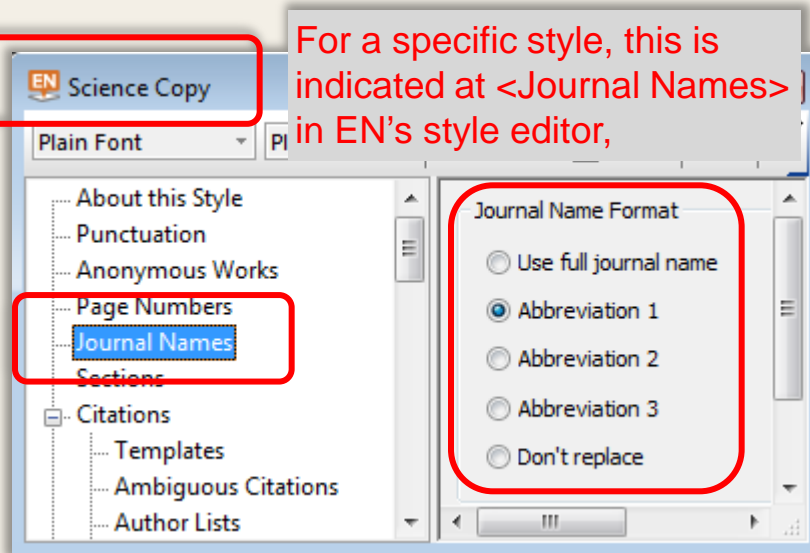 For a specific style, this is
indicated at <Journal Names>
in EN's style editor,
EN Science Copy
Plain Font
About this Style
Punctuation
Anonymous Works
Page Numbers
Journal Names
Sections
Citations
Templates
Ambiguous Citations
Author Lists
Journal Name Format
Use full journal name
Abbreviation 1
Abbreviation 2
Abbreviation 3
Don't replace